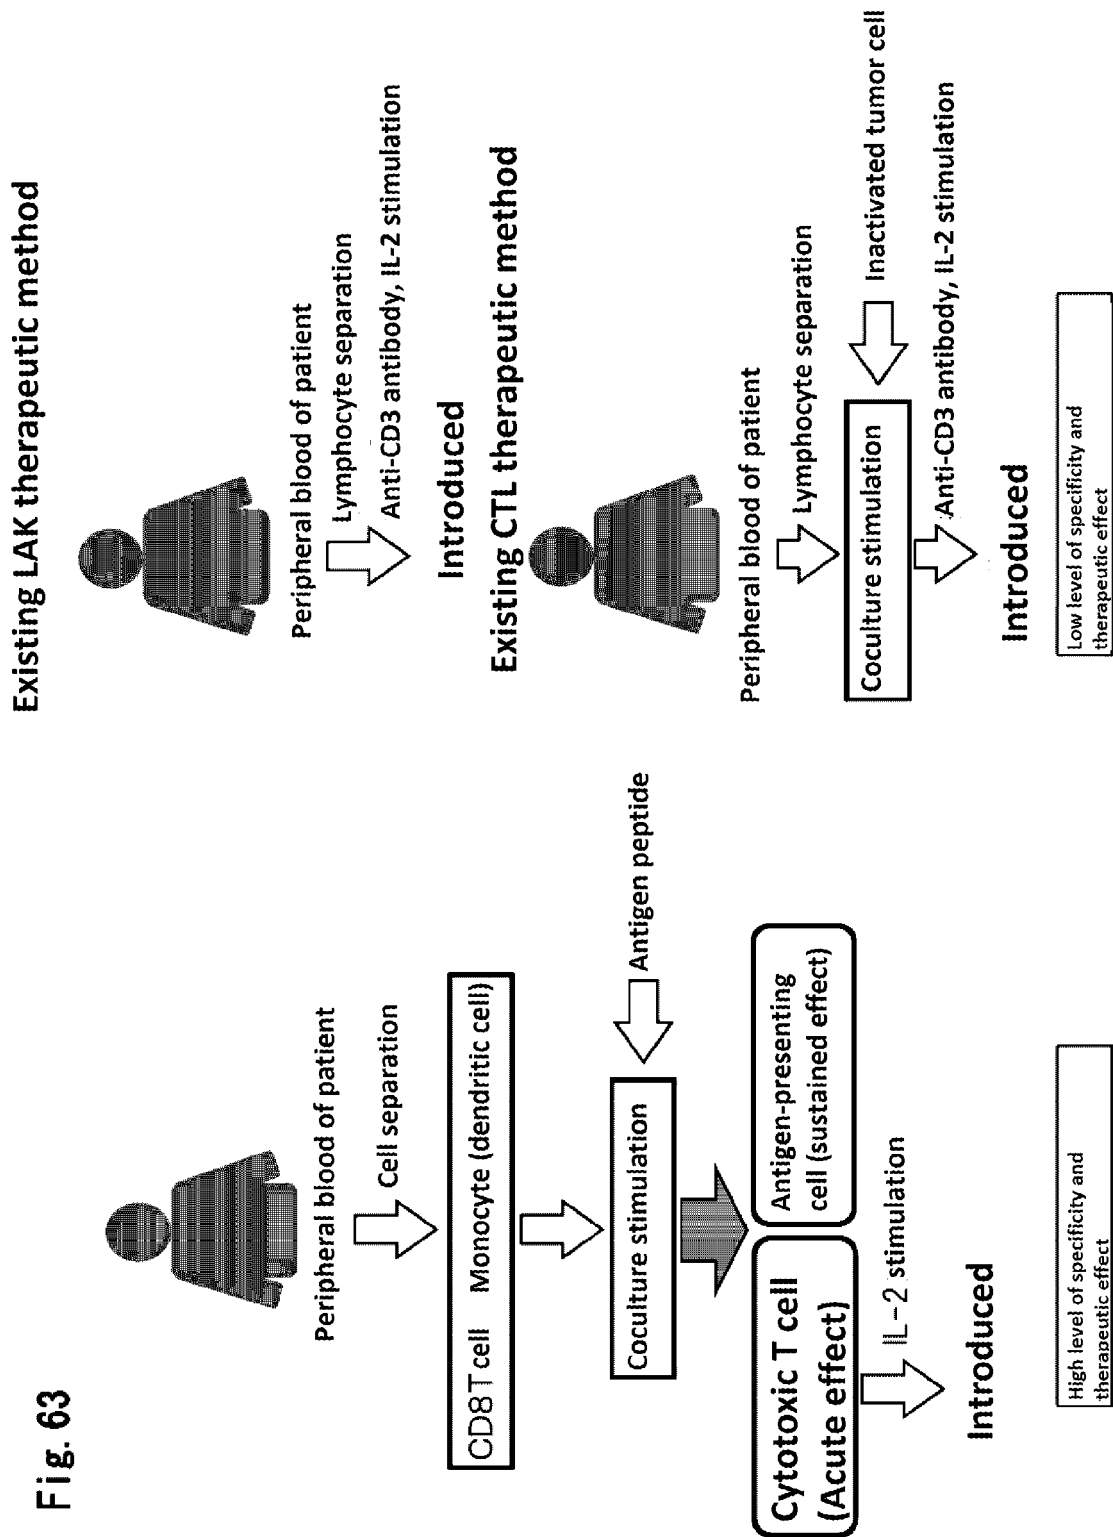 Fig. 63
Peripheral blood of patient
Cell separation
CD8T cell Monocyte (dendritic cell)
Coculture stimulation
Antigen peptide
Cytotoxic T cell
(Acute effect)
Antigen-presenting
cell (sustained effect)
IL-2 stimulation
Introduced
High level of specificity and
therapeutic effect
Existing LAK therapeutic method
Peripheral blood of patient
Lymphocyte separation
Anti-CD3 antibody, IL-2 stimulation
Introduced
Existing CTL therapeutic method
Peripheral blood of patient
Lymphocyte separation
Coculture stimulation
Inactivated tumor cell
Anti-CD3 antibody, IL-2 stimulation
Introduced
Low level of specificity and
therapeutic effect